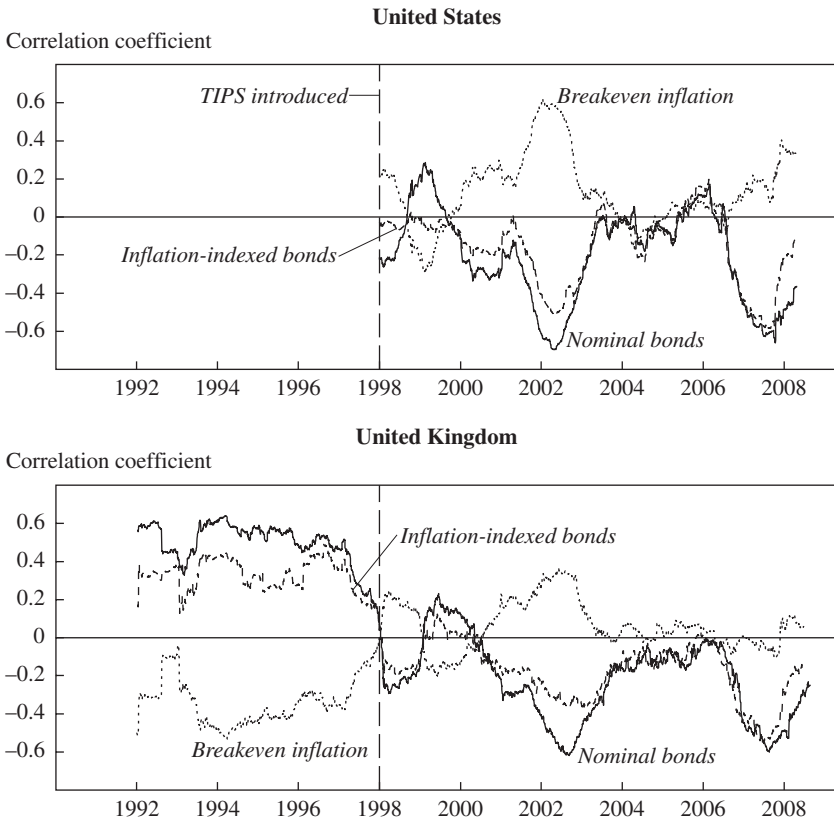 United States
Correlation coefficient
TIPS introduced
Breakeven inflation
0.6
0.4
0.2
0
Inflation-indexed bonds
–0.2
–0.4
–0.6
Nominal bonds
1992 1994 1996 1998 2000 2002 2004 2006 2008
United Kingdom
Correlation coefficient
0.6
Inflation-indexed bonds
0.4
0.2
0
–0.2
–0.4
–0.6
Breakeven inflation
Nominal bonds
1992 1994 1996 1998 2000 2002 2004 2006 2008